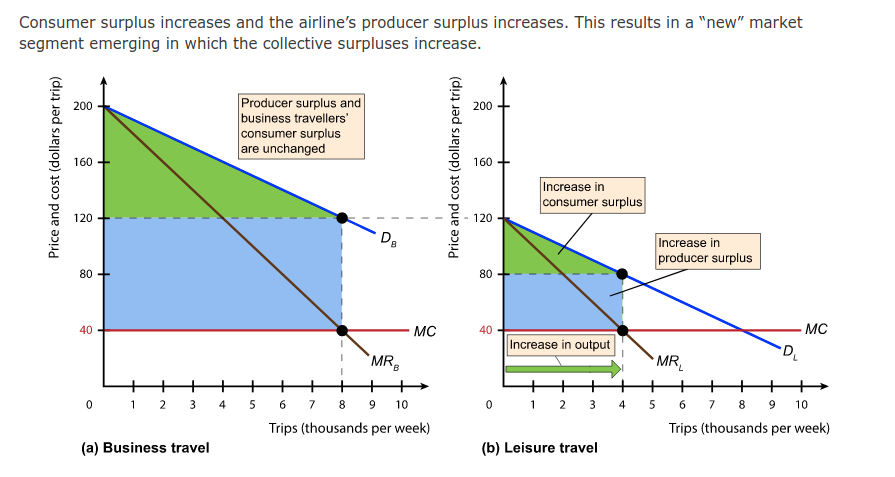 Consumer surplus increases and the airline’s producer surplus increases. This results in a “new” market
segment emerging in which the collective surpluses increase.
Price and cost (dollars per trip)
200
160
120
80
40
0
Producer surplus and
business travellers’
consumer surplus
are unchanged
D_B
MC
MR_B
1 2 3 4 5 6 7 8 9 10
Trips (thousands per week)
(a) Business travel
Price and cost (dollars per trip)
200
160
120
80
40
0
Increase in
consumer surplus
Increase in
producer surplus
Increase in output
MC
D_L
MR_L
1 2 3 4 5 6 7 8 9 10
Trips (thousands per week)
(b) Leisure travel